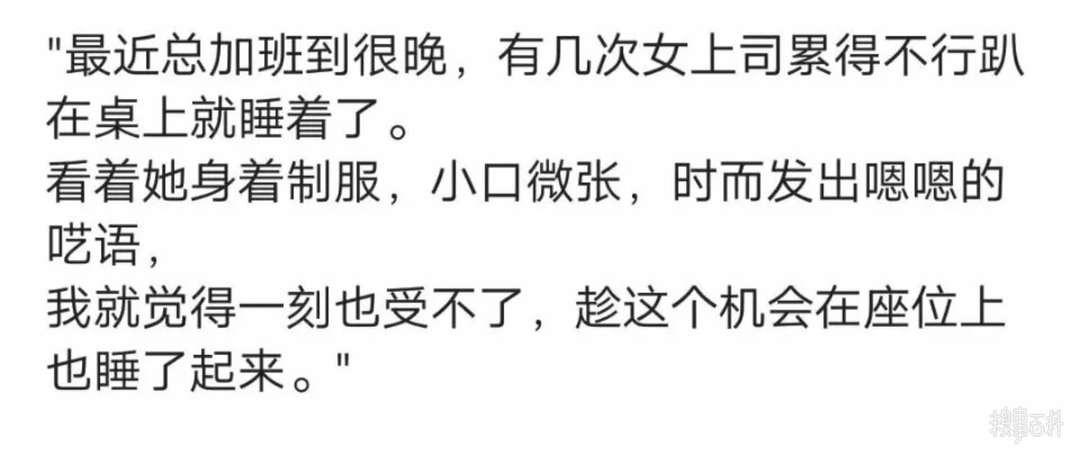 "最近总加班到很晚，有几次女上司累得不行趴
在桌上就睡着了。
看着她身着制服，小口微张，时而发出嗯嗯的
呓语，
我就觉得一刻也受不了，趁这个机会在座位上
也睡了起来。"